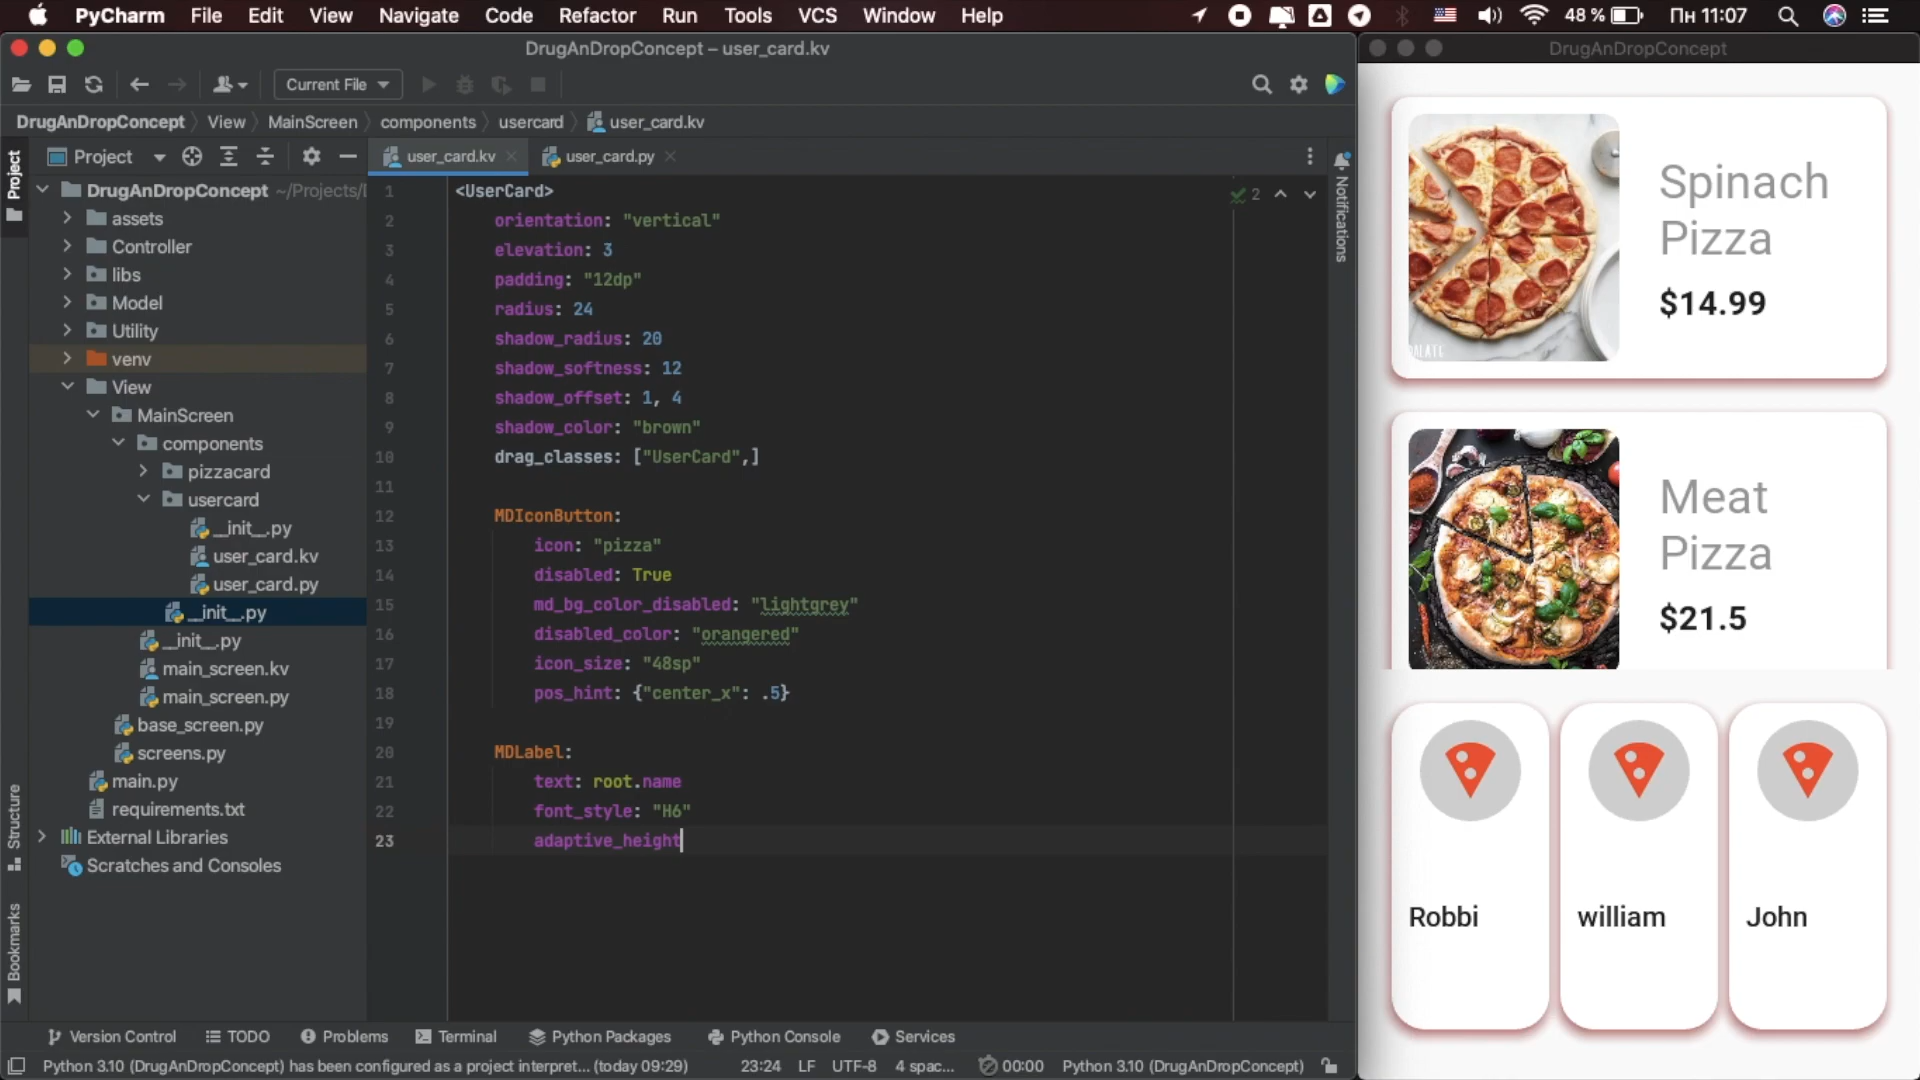 PyCharm File Edit View Navigate Code Refactor Run Tools VCS Window Help 48 % Пн 11:07
DrugAnDropConcept – user_card.kv
Current File
DrugAnDropConcept View MainScreen components usercard user_card.kv
Project
Project
user_card.kv
user_card.py
DrugAnDropConcept ~/Projects/
assets
Controller
libs
Model
Utility
venv
View
MainScreen
components
pizzacard
usercard
__init__.py
user_card.kv
user_card.py
__init__.py
__init__.py
main_screen.kv
main_screen.py
base_screen.py
screens.py
main.py
requirements.txt
External Libraries
Scratches and Consoles
Structure
Bookmarks
1 <UserCard>
2 orientation: "vertical"
3 elevation: 3
4 padding: "12dp"
5 radius: 24
6 shadow_radius: 20
7 shadow_softness: 12
8 shadow_offset: 1, 4
9 shadow_color: "brown"
10 drag_classes: ["UserCard",]
11
12 MDIconButton:
13 icon: "pizza"
14 disabled: True
15 md_bg_color_disabled: "lightgrey"
16 disabled_color: "orangered"
17 icon_size: "48sp"
18 pos_hint: {"center_x": .5}
19
20 MDLabel:
21 text: root.name
22 font_style: "H6"
23 adaptive_height
2
Notifications
Version Control TODO Problems Terminal Python Packages Python Console Services
Python 3.10 (DrugAnDropConcept) has been configured as a project interpret... (today 09:29) 23:24 LF UTF-8 4 spac... 00:00 Python 3.10 (DrugAnDropConcept)
DrugAnDropConcept
Spinach
Pizza
$14.99
Meat
Pizza
$21.5
Robbi
william
John